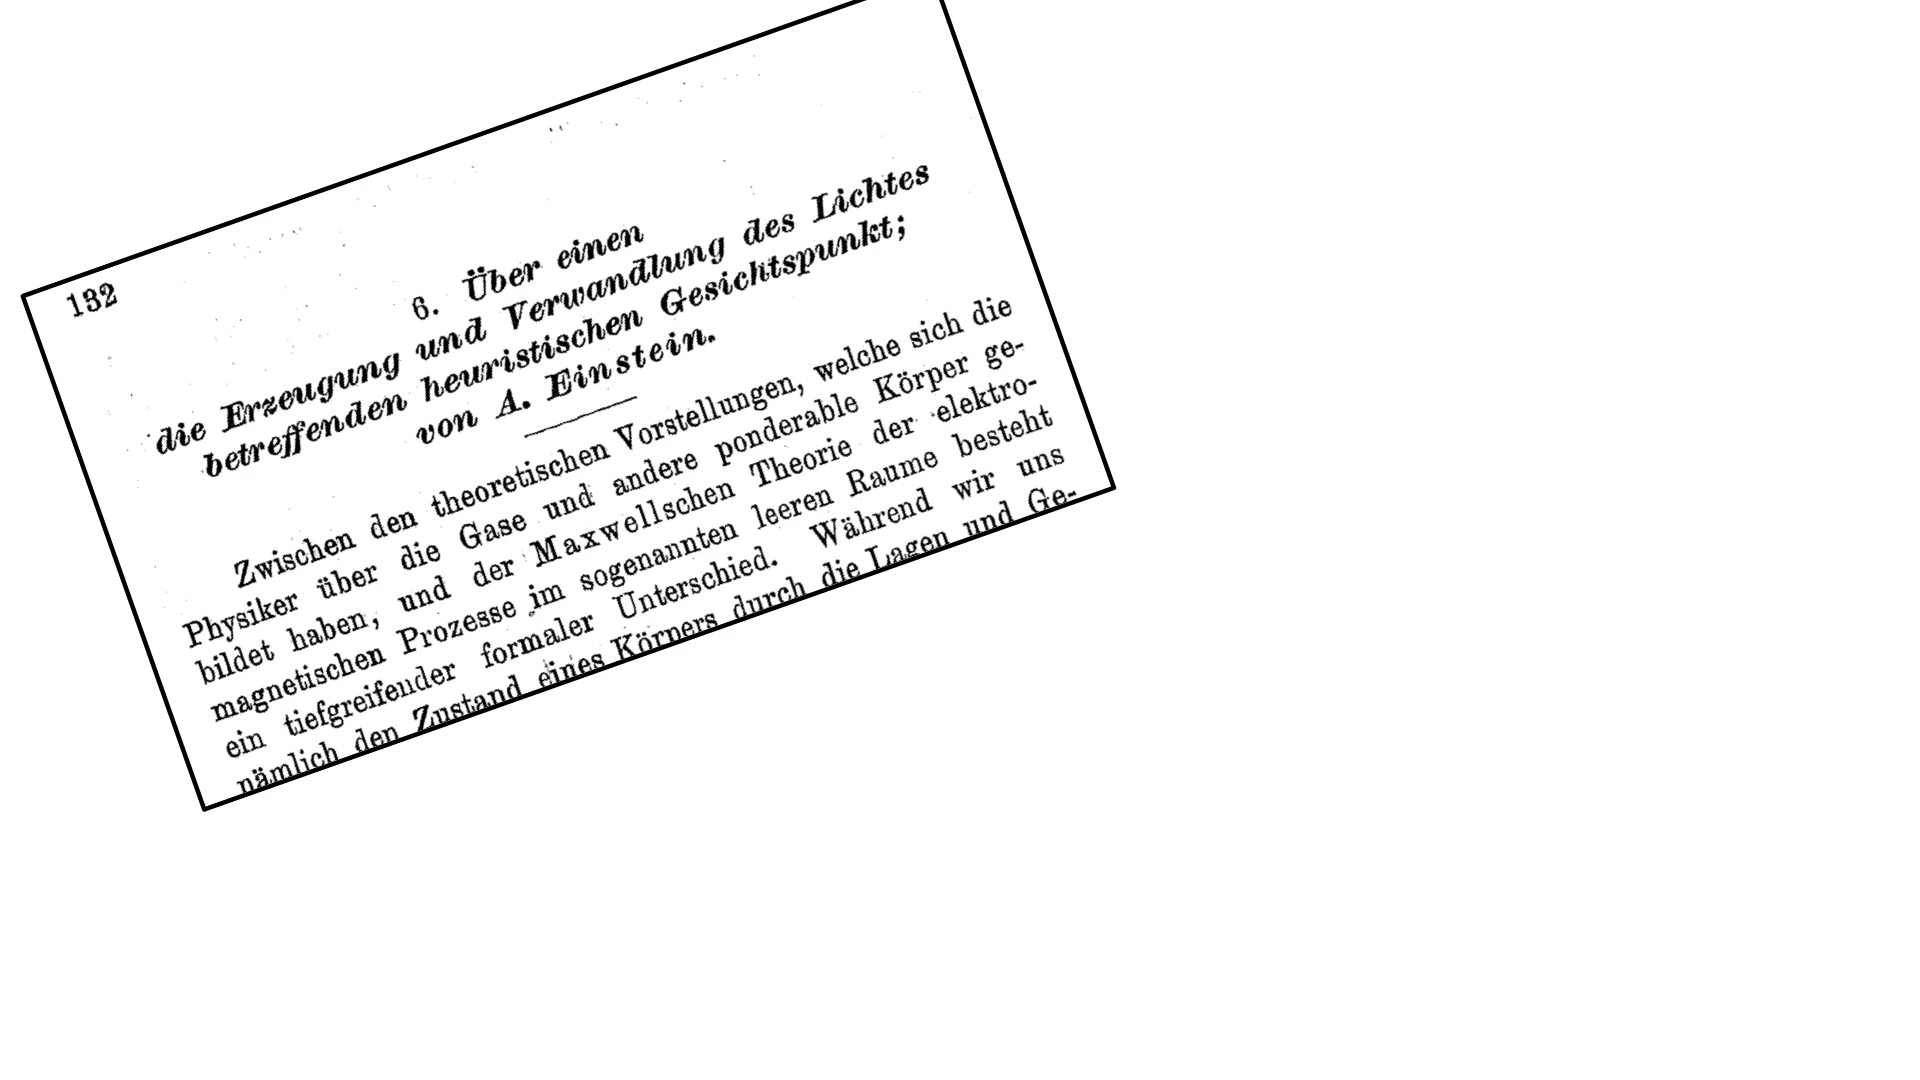 132
6. Über einen
die Erzeugung und Verwandlung des Lichtes
betreffenden heuristischen Gesichtspunkt;
von A. Einstein.
Zwischen den theoretischen Vorstellungen, welche sich die
Physiker über die Gase und andere ponderable Körper ge-
bildet haben, und der Maxwellschen Theorie der elektro-
magnetischen Prozesse im sogenannten leeren Raume besteht
ein tiefgreifender formaler Unterschied. Während wir uns
nämlich den Zustand eines Körpers durch die Lagen und Ge-